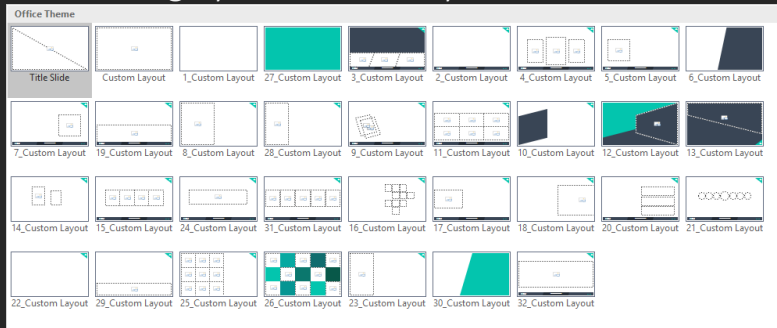 Office Theme
Title Slide
Custom Layout
1_Custom Layout
27_Custom Layout
3_Custom Layout
2_Custom Layout
4_Custom Layout
5_Custom Layout
6_Custom Layout
7_Custom Layout
19_Custom Layout
8_Custom Layout
28_Custom Layout
9_Custom Layout
11_Custom Layout
10_Custom Layout
12_Custom Layout
13_Custom Layout
14_Custom Layout
15_Custom Layout
24_Custom Layout
31_Custom Layout
16_Custom Layout
17_Custom Layout
18_Custom Layout
20_Custom Layout
21_Custom Layout
22_Custom Layout
29_Custom Layout
25_Custom Layout
26_Custom Layout
23_Custom Layout
30_Custom Layout
32_Custom Layout